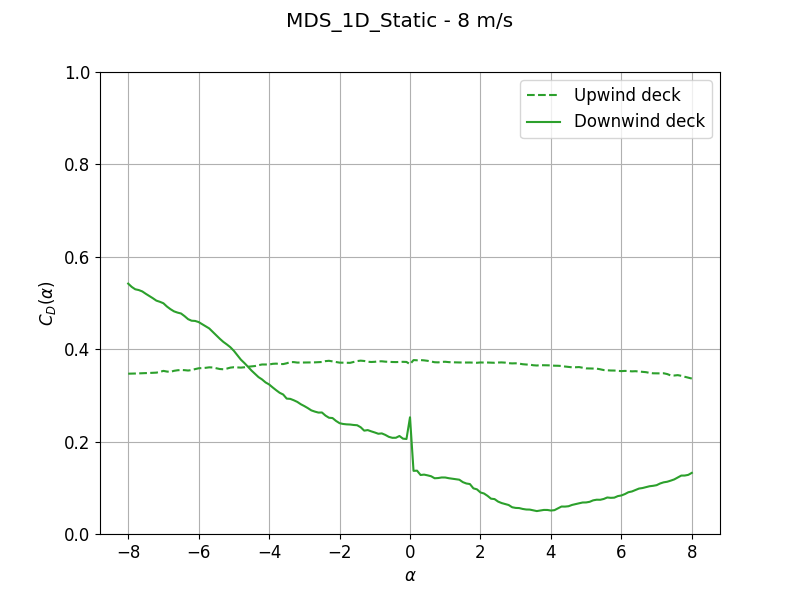 MDS_1D_Static - 8 m/s
1.0
0.8
0.6
0.4
0.2
0.0
C_D(α)
Upwind deck
Downwind deck
−8 −6 −4 −2 0 2 4 6 8
α